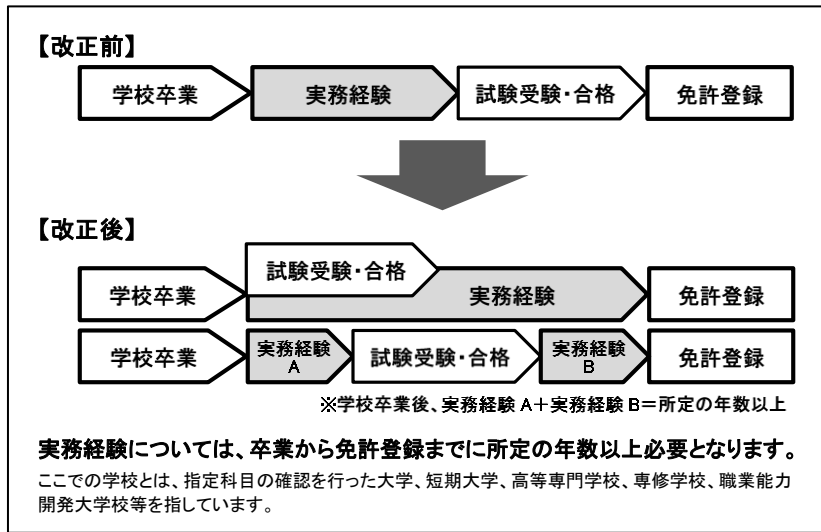 【改正前】
学校卒業 実務経験 試験受験・合格 免許登録
【改正後】
試験受験・合格
学校卒業 実務経験 免許登録
学校卒業 実務経験 A 試験受験・合格 実務経験 B 免許登録
※学校卒業後、実務経験 A＋実務経験 B＝所定の年数以上
実務経験については、卒業から免許登録までに所定の年数以上必要となります。
ここでの学校とは、指定科目の確認を行った大学、短期大学、高等専門学校、専修学校、職業能力
開発大学校等を指しています。